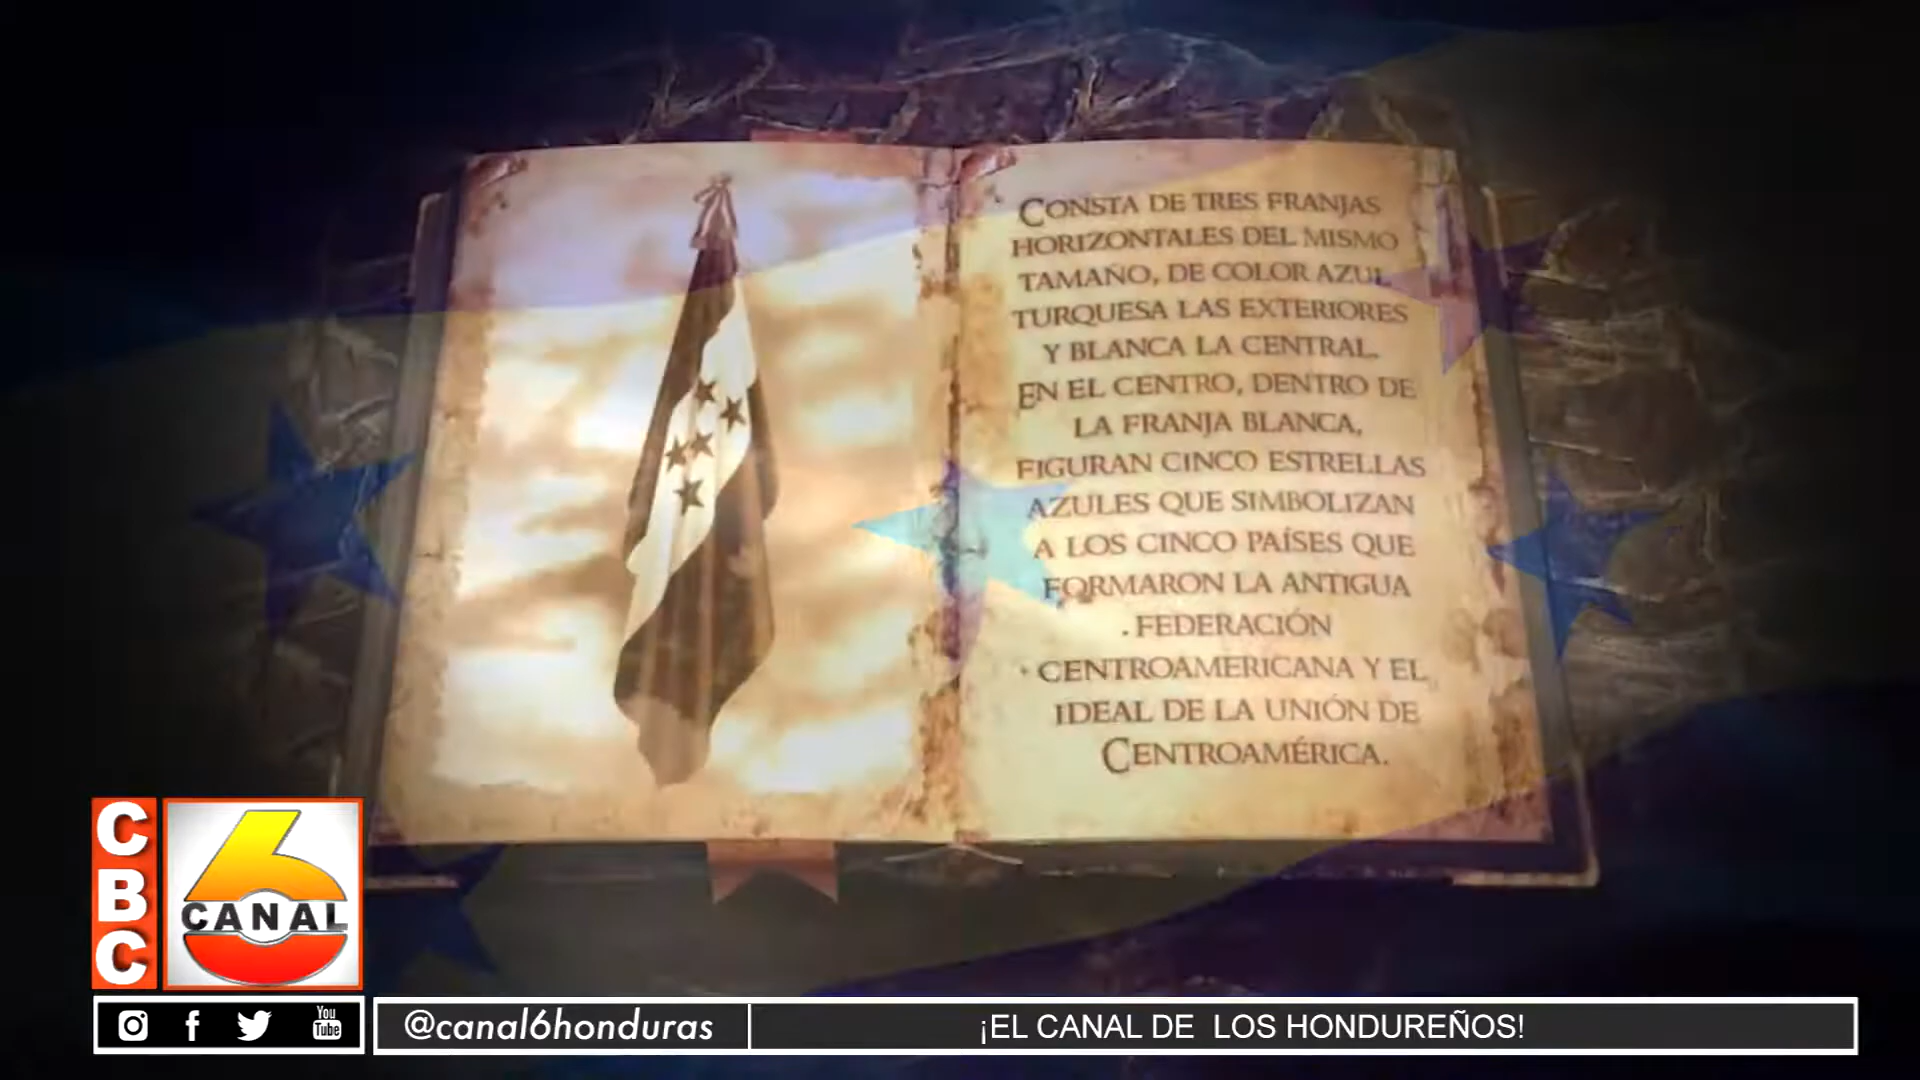 CONSTA DE TRES FRANJAS
HORIZONTALES DEL MISMO
TAMAÑO, DE COLOR AZUL
TURQUESA LAS EXTERIORES
Y BLANCA LA CENTRAL.
EN EL CENTRO, DENTRO DE
LA FRANJA BLANCA,
FIGURAN CINCO ESTRELLAS
AZULES QUE SIMBOLIZAN
A LOS CINCO PAÍSES QUE
FORMARON LA ANTIGUA
FEDERACIÓN
CENTROAMERICANA Y EL
IDEAL DE LA UNIÓN DE
CENTROAMÉRICA.
CBC
6
CANAL
You
Tube
@canal6honduras
¡EL CANAL DE LOS HONDUREÑOS!